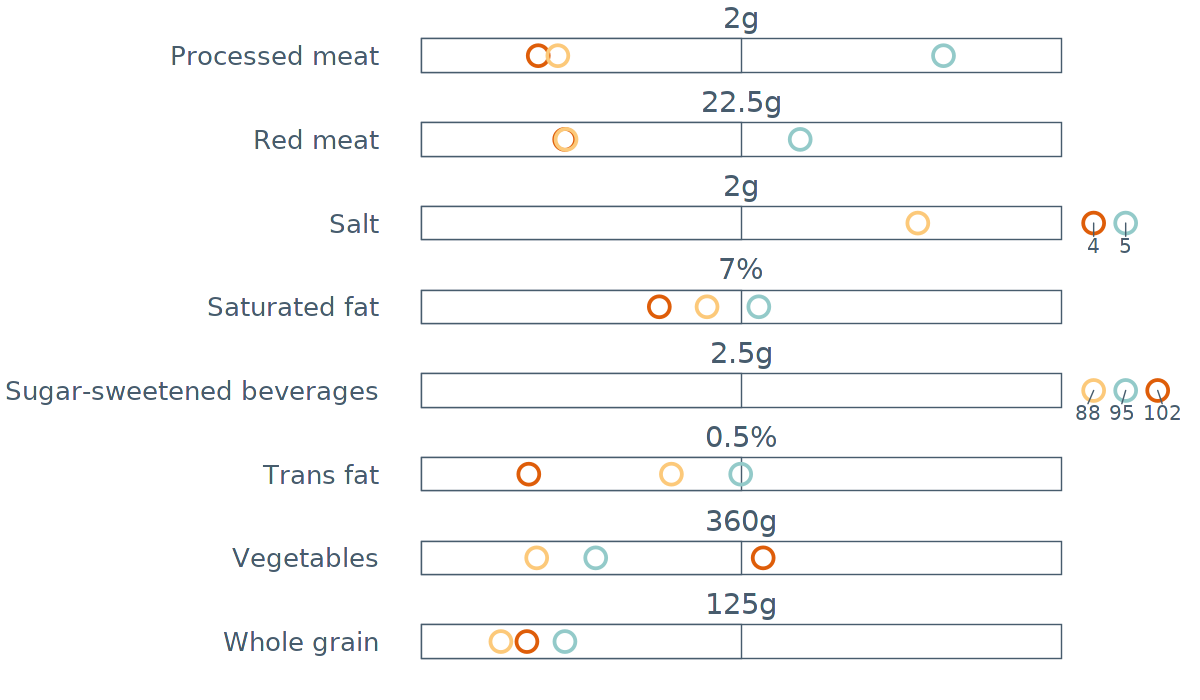 2g
Processed meat
22.5g
Red meat
2g
Salt
4 5
7%
Saturated fat
2.5g
Sugar-sweetened beverages
88 95 102
0.5%
Trans fat
360g
Vegetables
125g
Whole grain